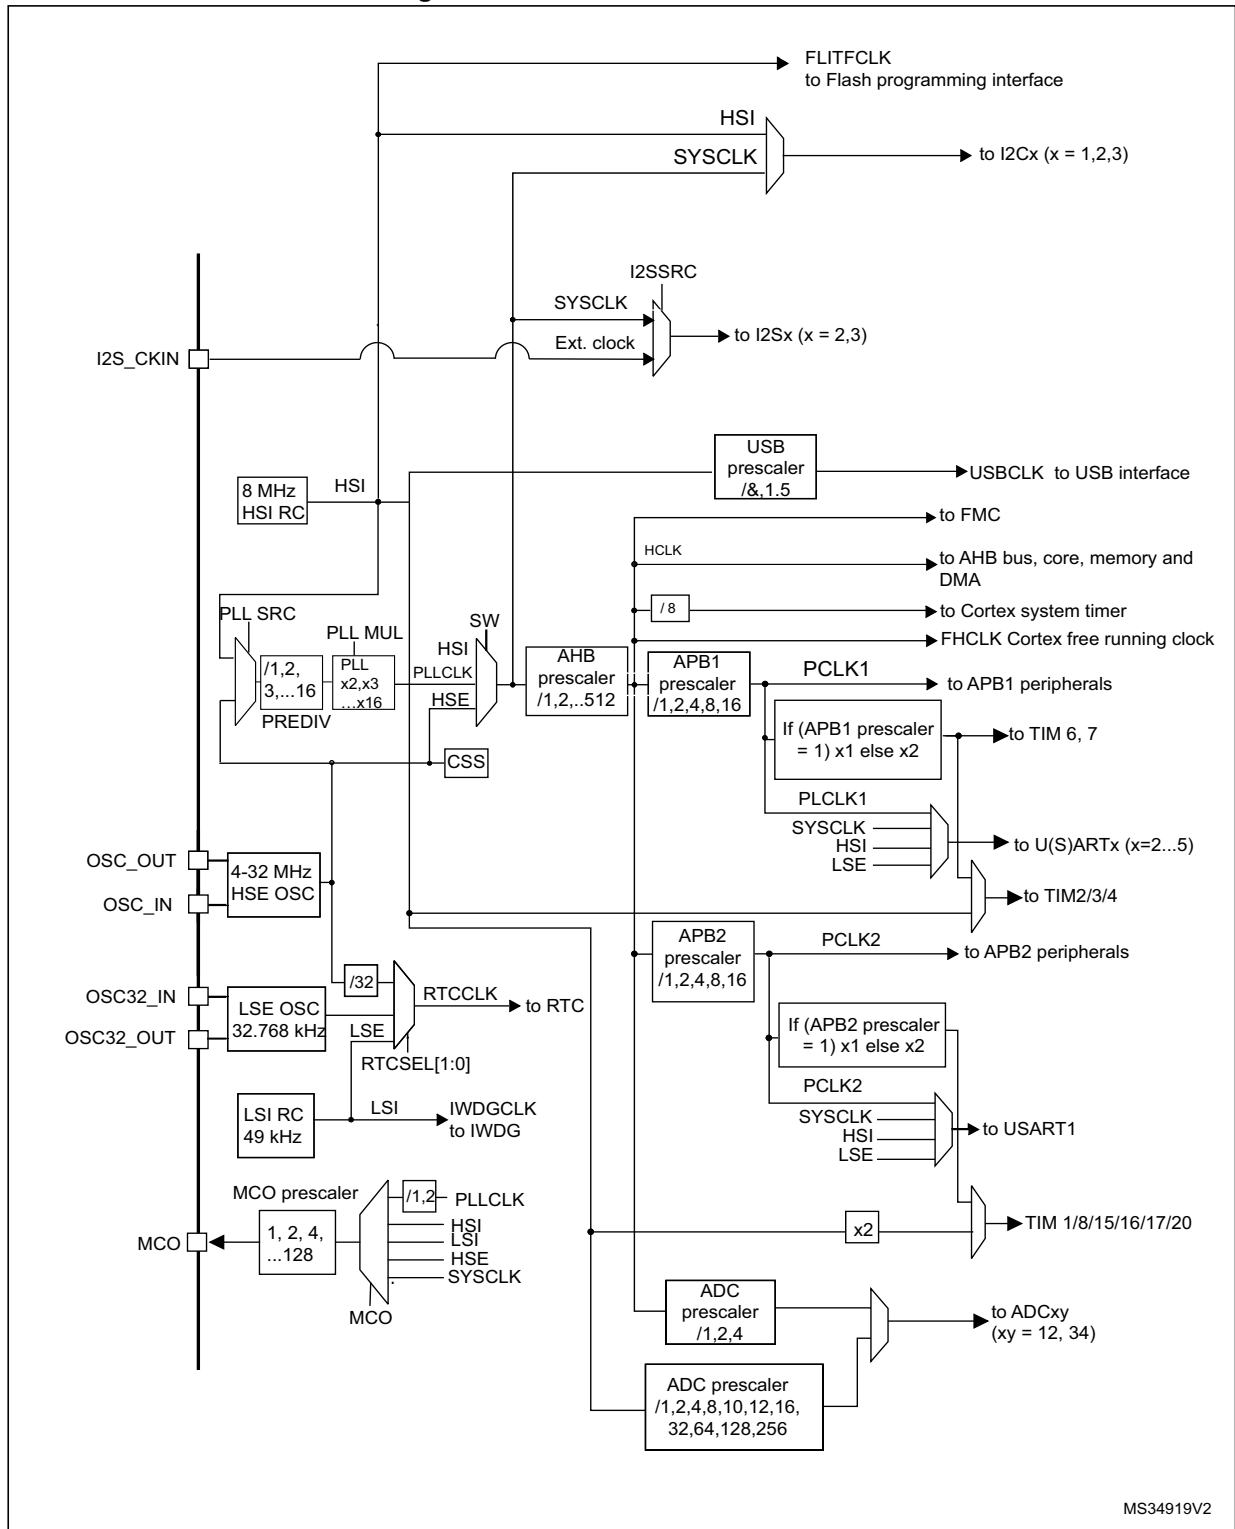 FLITFCLK
to Flash programming interface
HSI
SYSCLK
to I2Cx (x = 1,2,3)
I2SSRC
SYSCLK
to I2Sx (x = 2,3)
Ext. clock
I2S_CKIN
USB
prescaler
/&,1.5
USBCLK to USB interface
8 MHz
HSI RC
HSI
to FMC
HCLK
to AHB bus, core, memory and
DMA
/ 8
to Cortex system timer
FHCLK Cortex free running clock
PLL SRC
PLL MUL
SW
/1,2,
3,...16
PREDIV
PLL
x2,x3
...x16
HSI
PLLCLK
HSE
AHB
prescaler
/1,2,..512
APB1
prescaler
/1,2,4,8,16
PCLK1
to APB1 peripherals
If (APB1 prescaler
= 1) x1 else x2
to TIM 6, 7
CSS
PLCLK1
SYSCLK
HSI
LSE
to U(S)ARTx (x=2...5)
OSC_OUT
OSC_IN
4-32 MHz
HSE OSC
to TIM2/3/4
APB2
prescaler
/1,2,4,8,16
PCLK2
to APB2 peripherals
OSC32_IN
OSC32_OUT
LSE OSC
32.768 kHz
/32
LSE
RTCCLK
to RTC
RTCSEL[1:0]
If (APB2 prescaler
= 1) x1 else x2
LSI RC
49 kHz
LSI
IWDGCLK
to IWDG
PCLK2
SYSCLK
HSI
LSE
to USART1
MCO prescaler
/1,2
PLLCLK
HSI
LSI
HSE
SYSCLK
MCO
1, 2, 4,
...128
MCO
x2
TIM 1/8/15/16/17/20
ADC
prescaler
/1,2,4
to ADCxy
(xy = 12, 34)
ADC prescaler
/1,2,4,8,10,12,16,
32,64,128,256
MS34919V2